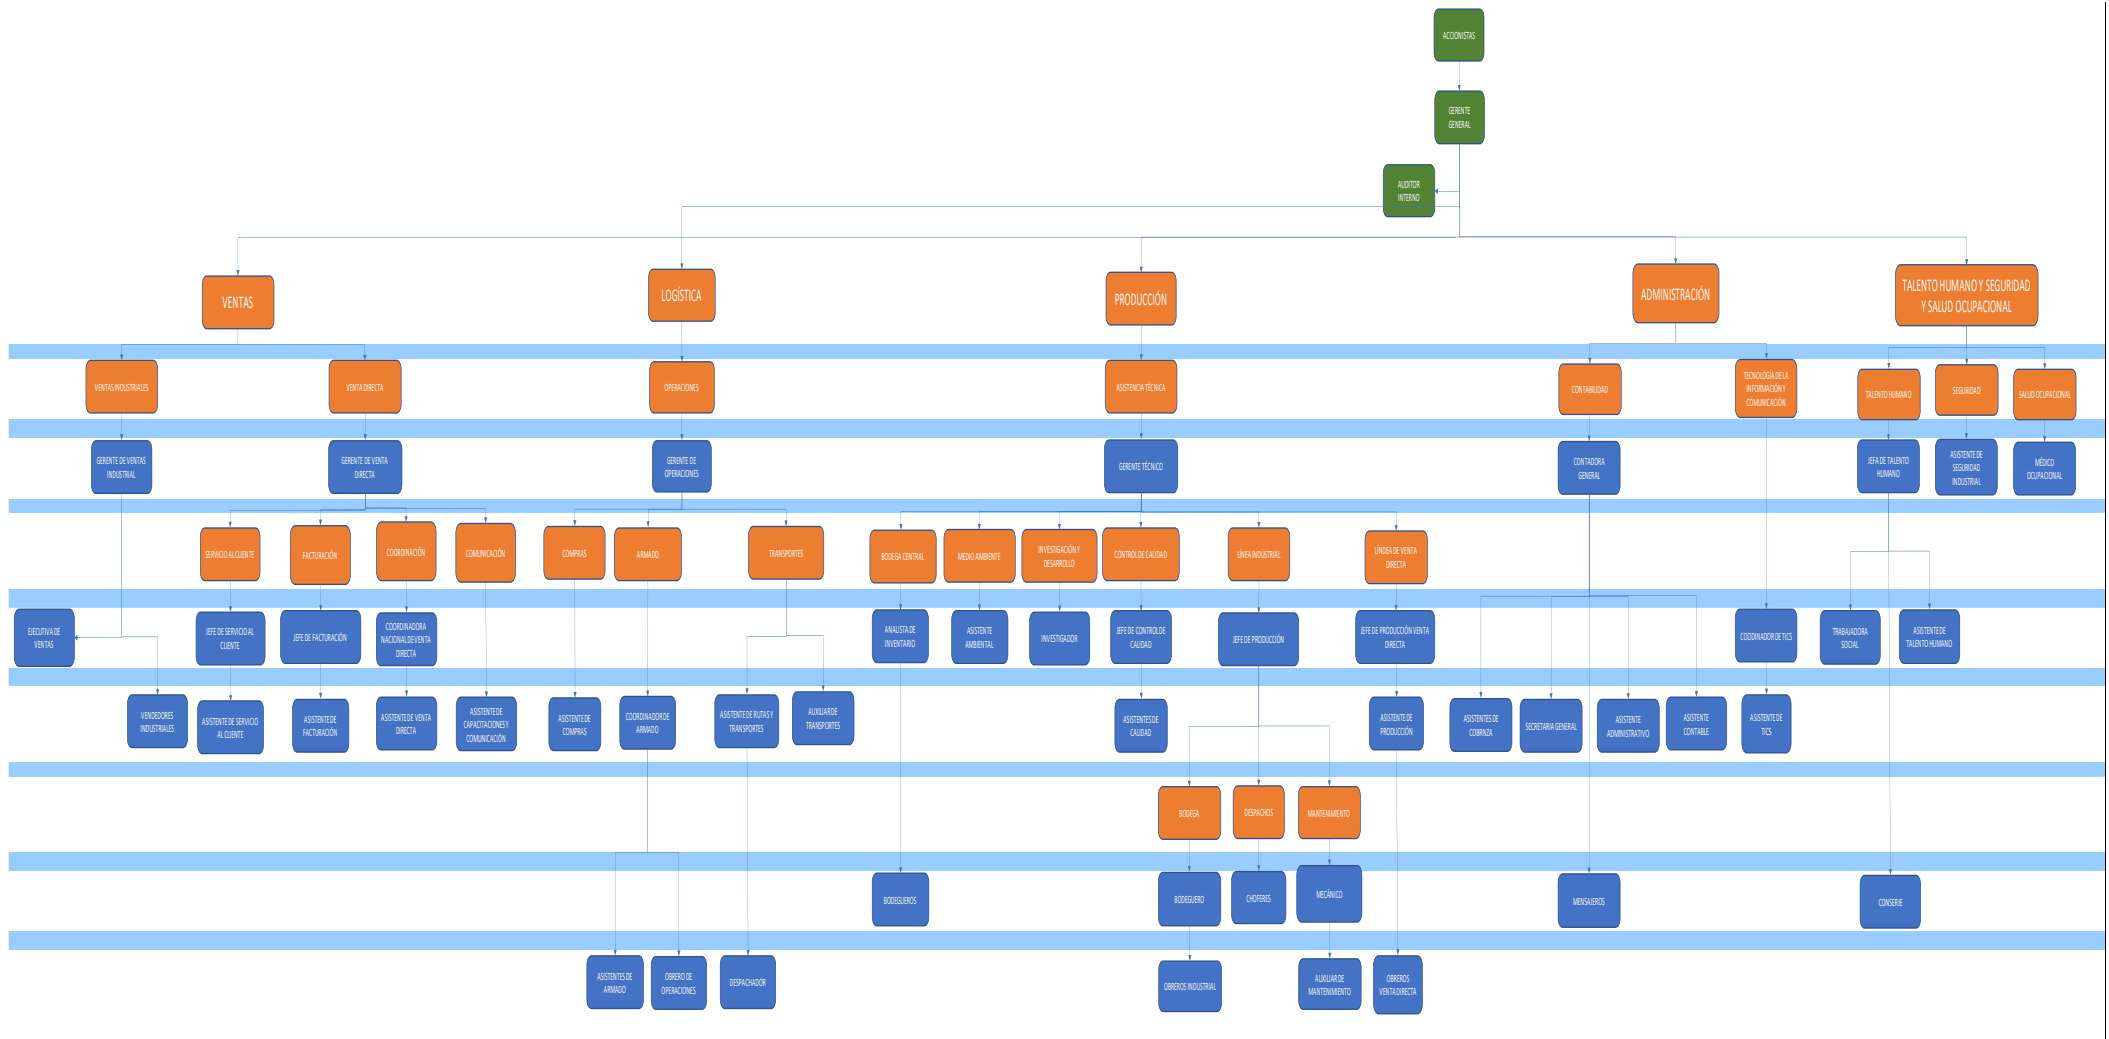 ACCIONISTAS
GERENTE
GENERAL
AUDITOR
INTERNO
VENTAS
LOGÍSTICA
PRODUCCIÓN
ADMINISTRACIÓN
TALENTO HUMANO Y SEGURIDAD
Y SALUD OCUPACIONAL
VENTAS INDUSTRIALES
VENTA DIRECTA
OPERACIONES
ASISTENCIA TÉCNICA
CONTABILIDAD
TECNOLOGÍA DE LA
INFORMACIÓN Y
COMUNICACIÓN
TALENTO HUMANO
SEGURIDAD
SALUD OCUPACIONAL
GERENTE DE VENTAS
INDUSTRIAL
GERENTE DE VENTA
DIRECTA
GERENTE DE
OPERACIONES
GERENTE TÉCNICO
CONTADORA
GENERAL
JEFA DE TALENTO
HUMANO
ASISTENTE DE
SEGURIDAD
INDUSTRIAL
MÉDICO
OCUPACIONAL
SERVICIO AL CLIENTE
FACTURACIÓN
COORDINACIÓN
COMUNICACIÓN
COMPRAS
ARMADO
TRANSPORTES
BODEGA CENTRAL
MEDIO AMBIENTE
INVESTIGACIÓN Y
DESARROLLO
CONTROL DE CALIDAD
LÍNEA INDUSTRIAL
LÍNDEA DE VENTA
DIRECTA
EJECUTIVA DE
VENTAS
JEFE DE SERVICIO AL
CLIENTE
JEFE DE FACTURACIÓN
COORDINADORA
NACIONAL DE VENTA
DIRECTA
ANALISTA DE
INVENTARIO
ASISTENTE
AMBIENTAL
INVESTIGADOR
JEFE DE CONTROL DE
CALIDAD
JEFE DE PRODUCCIÓN
JEFE DE PRODUCCIÓN VENTA
DIRECTA
COODINADOR DE TICS
TRABAJADORA
SOCIAL
ASISTENTE DE
TALENTO HUMANO
VENDEDORES
INDUSTRIALES
ASISTENTE DE SERVICIO
AL CLIENTE
ASISTENTE DE
FACTURACIÓN
ASISTENTE DE VENTA
DIRECTA
ASISTENTE DE
CAPACITACIONES Y
COMUNICACIÓN
ASISTENTE DE
COMPRAS
COORDINADOR DE
ARMADO
ASISTENTE DE RUTAS Y
TRANSPORTES
AUXILIAR DE
TRANSPORTES
ASISTENTES DE
CALIDAD
ASISTENTE DE
PRODUCCIÓN
ASISTENTES DE
COBRNZA
SECRETARIA GENERAL
ASISTENTE
ADMINISTRATIVO
ASISTENTE
CONTABLE
ASISTENTE DE
TICS
BODEGA
DESPACHOS
MANTENIMIENTO
BODEGUEROS
BODEGUERO
CHOFERES
MECÁNICO
MENSAJEROS
CONSERJE
ASISTENTES DE
ARMADO
OBRERO DE
OPERACIONES
DESPACHADOR
OBREROS INDUSTRIAL
AUXILIAR DE
MANTENIMIENTO
OBREROS
VENTA DIRECTA